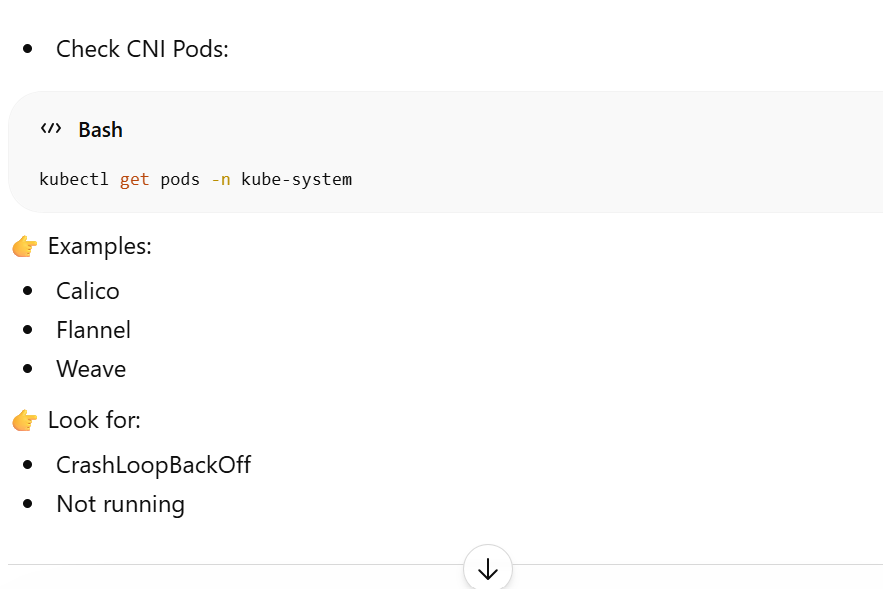 Check CNI Pods:
Bash
kubectl get pods -n kube-system
Examples:
Calico
Flannel
Weave
Look for:
CrashLoopBackOff
Not running